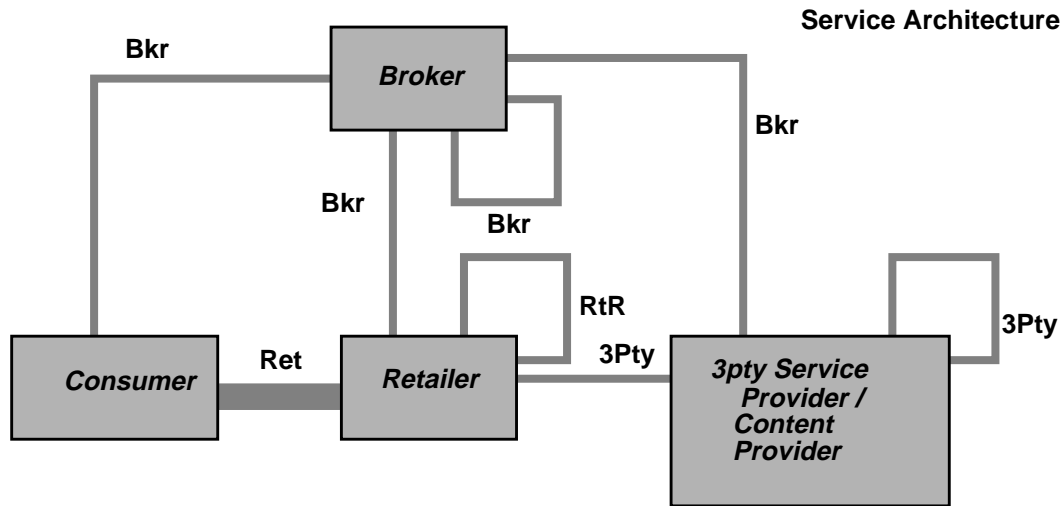 Service Architecture
Bkr
Broker
Bkr
Bkr
Bkr
RtR
3Pty
Ret
3Pty
Consumer
Retailer
3pty Service
Provider /
Content
Provider